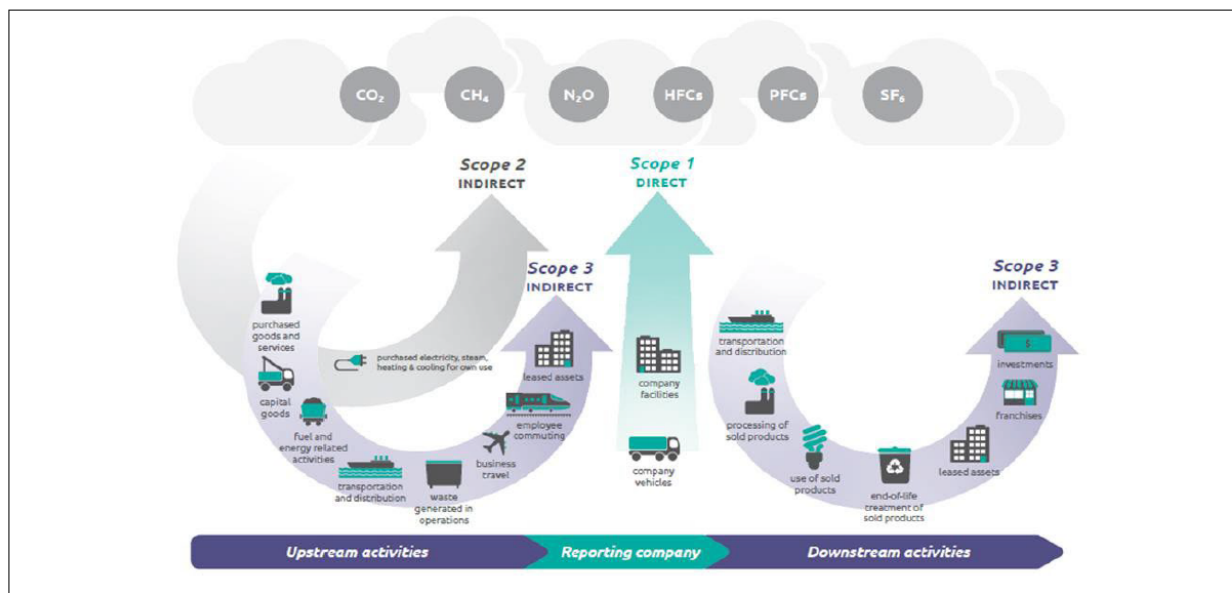 CO₂
CH₄
N₂O
HFCs
PFCs
SF₆
Scope 2
INDIRECT
Scope 1
DIRECT
Scope 3
INDIRECT
Scope 3
INDIRECT
purchased
goods and
services
capital
goods
fuel and
energy related
activities
transportation
and distribution
waste
generated in
operations
business
travel
employee
commuting
leased assets
purchased electricity, steam,
heating & cooling for own use
company
facilities
company
vehicles
transportation
and distribution
processing of
sold products
use of sold
products
end-of-life
treatment of
sold products
leased assets
franchises
investments
$
Upstream activities
Reporting company
Downstream activities